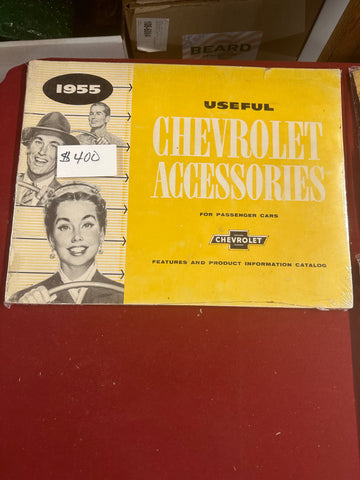 BEARD
1955
$400
USEFUL
CHEVROLET
ACCESSORIES
FOR PASSENGER CARS
CHEVROLET
FEATURES AND PRODUCT INFORMATION CATALOG